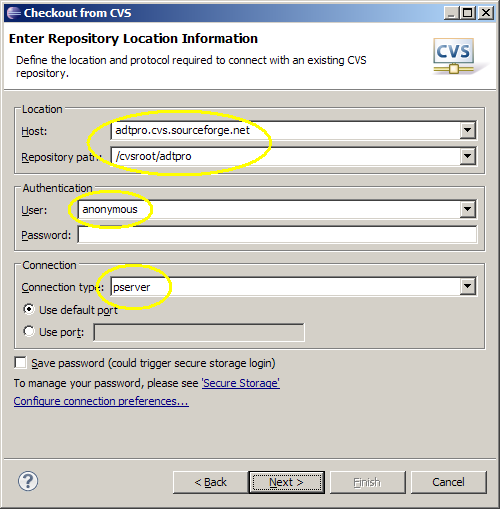 Checkout from CVS
Enter Repository Location Information
Define the location and protocol required to connect with an existing CVS
repository.
CVS
Location
Host: adtpro.cvs.sourceforge.net
Repository path: /cvsroot/adtpro
Authentication
User: anonymous
Password:
Connection
Connection type: pserver
Use default port
Use port:
Save password (could trigger secure storage login)
To manage your password, please see 'Secure Storage'
Configure connection preferences...
? < Back Next > Finish Cancel